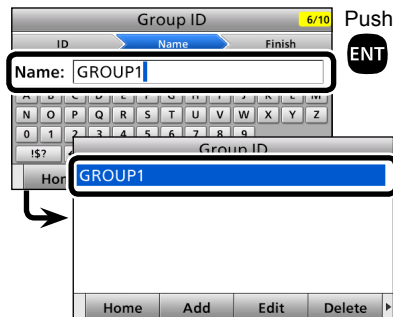 Group ID 6/10 Push
ID Name Finish ENT
Name: GROUP1
A B C D E F G H I J K L M
N O P Q R S T U V W X Y Z
0 1 2 3 4 5 6 7 8 9
!$? Group ID
Hom GROUP1
Home Add Edit Delete